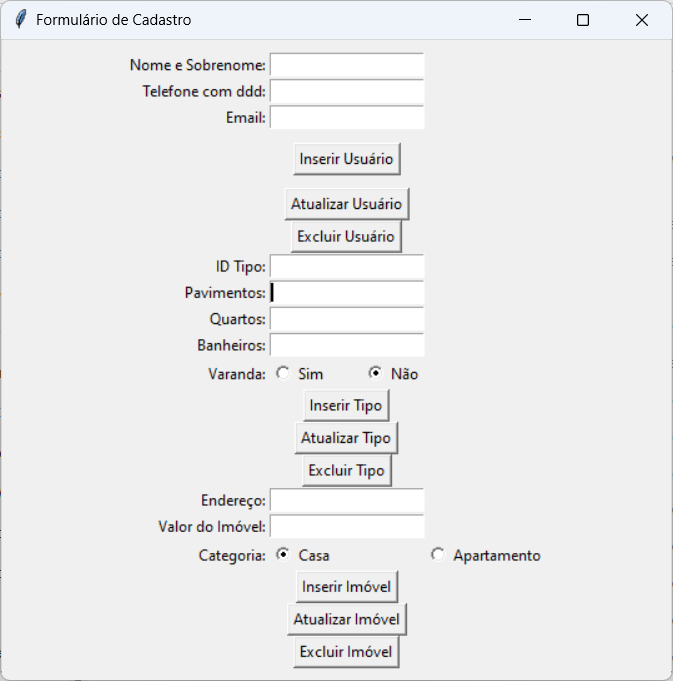 Formulário de Cadastro
Nome e Sobrenome:
Telefone com ddd:
Email:
Inserir Usuário
Atualizar Usuário
Excluir Usuário
ID Tipo:
Pavimentos:
Quartos:
Banheiros:
Varanda: Sim Não
Inserir Tipo
Atualizar Tipo
Excluir Tipo
Endereço:
Valor do Imóvel:
Categoria: Casa Apartamento
Inserir Imóvel
Atualizar Imóvel
Excluir Imóvel